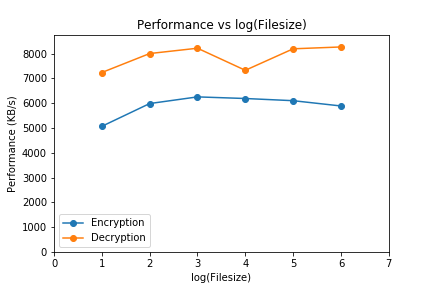 Performance vs log(Filesize)
8000
7000
6000
5000
4000
3000
2000
1000
0
Performance (KB/s)
Encryption
Decryption
0 1 2 3 4 5 6 7
log(Filesize)